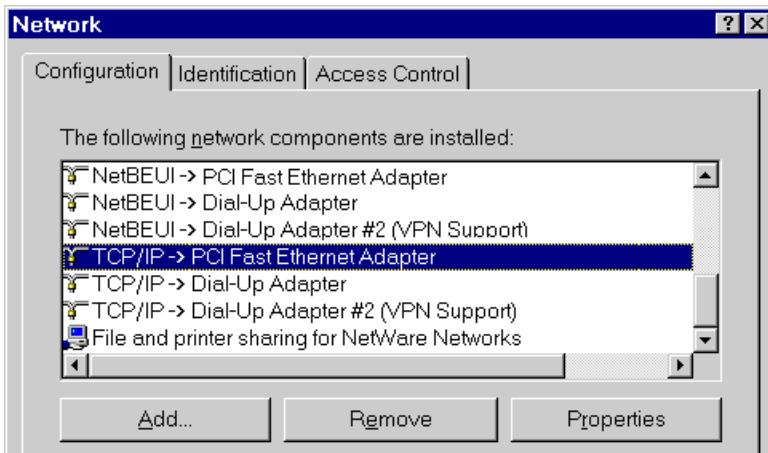 Network
Configuration Identification Access Control
The following network components are installed:
NetBEUI -> PCI Fast Ethernet Adapter
NetBEUI -> Dial-Up Adapter
NetBEUI -> Dial-Up Adapter #2 (VPN Support)
TCP/IP -> PCI Fast Ethernet Adapter
TCP/IP -> Dial-Up Adapter
TCP/IP -> Dial-Up Adapter #2 (VPN Support)
File and printer sharing for NetWare Networks
Add... Remove Properties